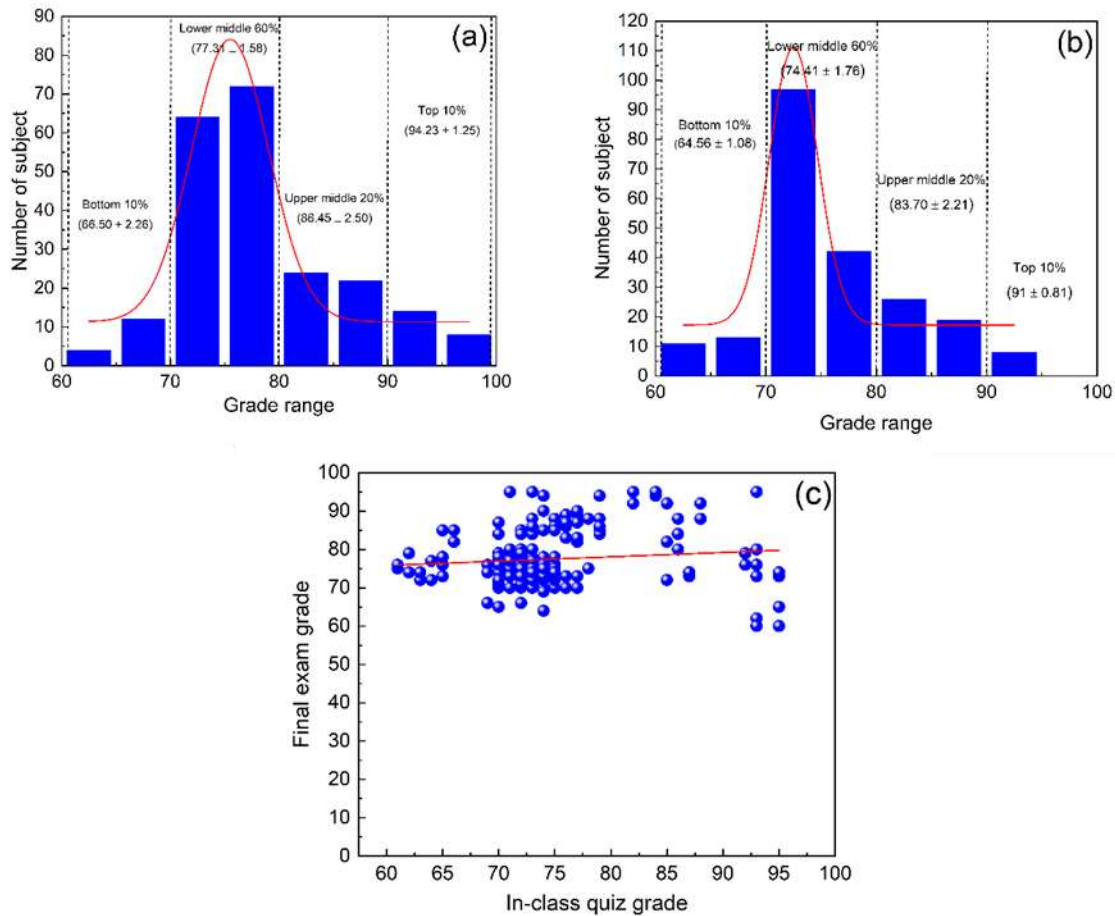 (a)
Number of subject
90
80
70
60
50
40
30
20
10
0
Bottom 10%
(66.50 + 2.26)
Lower middle 60%
(77.31 _ 1.58)
Upper middle 20%
(88.45 _ 2.50)
Top 10%
(94.23 + 1.25)
60 70 80 90 100
Grade range
(b)
Number of subject
120
110
100
90
80
70
60
50
40
30
20
10
0
Bottom 10%
(64.56 ± 1.08)
Lower middle 60%
(74.41 ± 1.76)
Upper middle 20%
(83.70 ± 2.21)
Top 10%
(91 ± 0.81)
60 70 80 90 100
Grade range
(c)
Final exam grade
100
90
80
70
60
50
40
30
20
10
0
60 65 70 75 80 85 90 95 100
In-class quiz grade